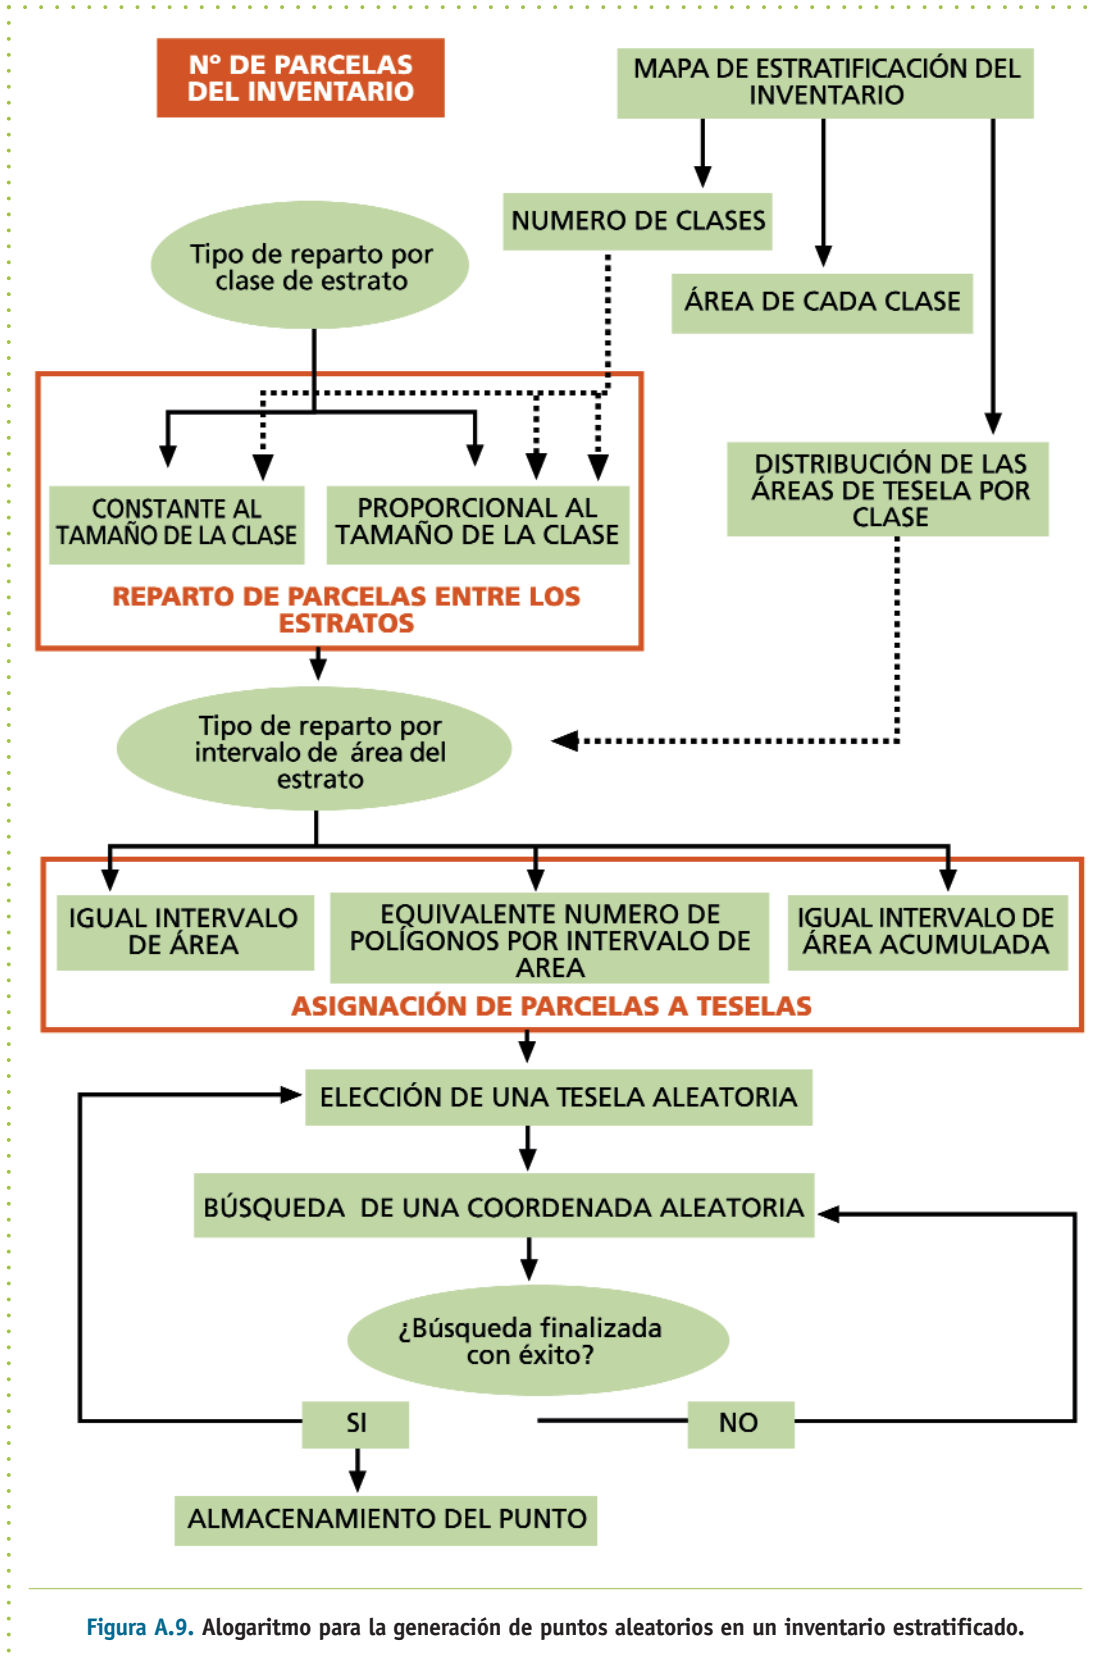 Nº DE PARCELAS
DEL INVENTARIO
MAPA DE ESTRATIFICACIÓN DEL
INVENTARIO
NUMERO DE CLASES
Tipo de reparto por
clase de estrato
ÁREA DE CADA CLASE
DISTRIBUCIÓN DE LAS
ÁREAS DE TESELA POR
CLASE
CONSTANTE AL
TAMAÑO DE LA CLASE
PROPORCIONAL AL
TAMAÑO DE LA CLASE
REPARTO DE PARCELAS ENTRE LOS
ESTRATOS
Tipo de reparto por
intervalo de área del
estrato
IGUAL INTERVALO
DE ÁREA
EQUIVALENTE NUMERO DE
POLÍGONOS POR INTERVALO DE
AREA
IGUAL INTERVALO DE
ÁREA ACUMULADA
ASIGNACIÓN DE PARCELAS A TESELAS
ELECCIÓN DE UNA TESELA ALEATORIA
BÚSQUEDA DE UNA COORDENADA ALEATORIA
¿Búsqueda finalizada
con éxito?
SI
NO
ALMACENAMIENTO DEL PUNTO
Figura A.9. Alogaritmo para la generación de puntos aleatorios en un inventario estratificado.